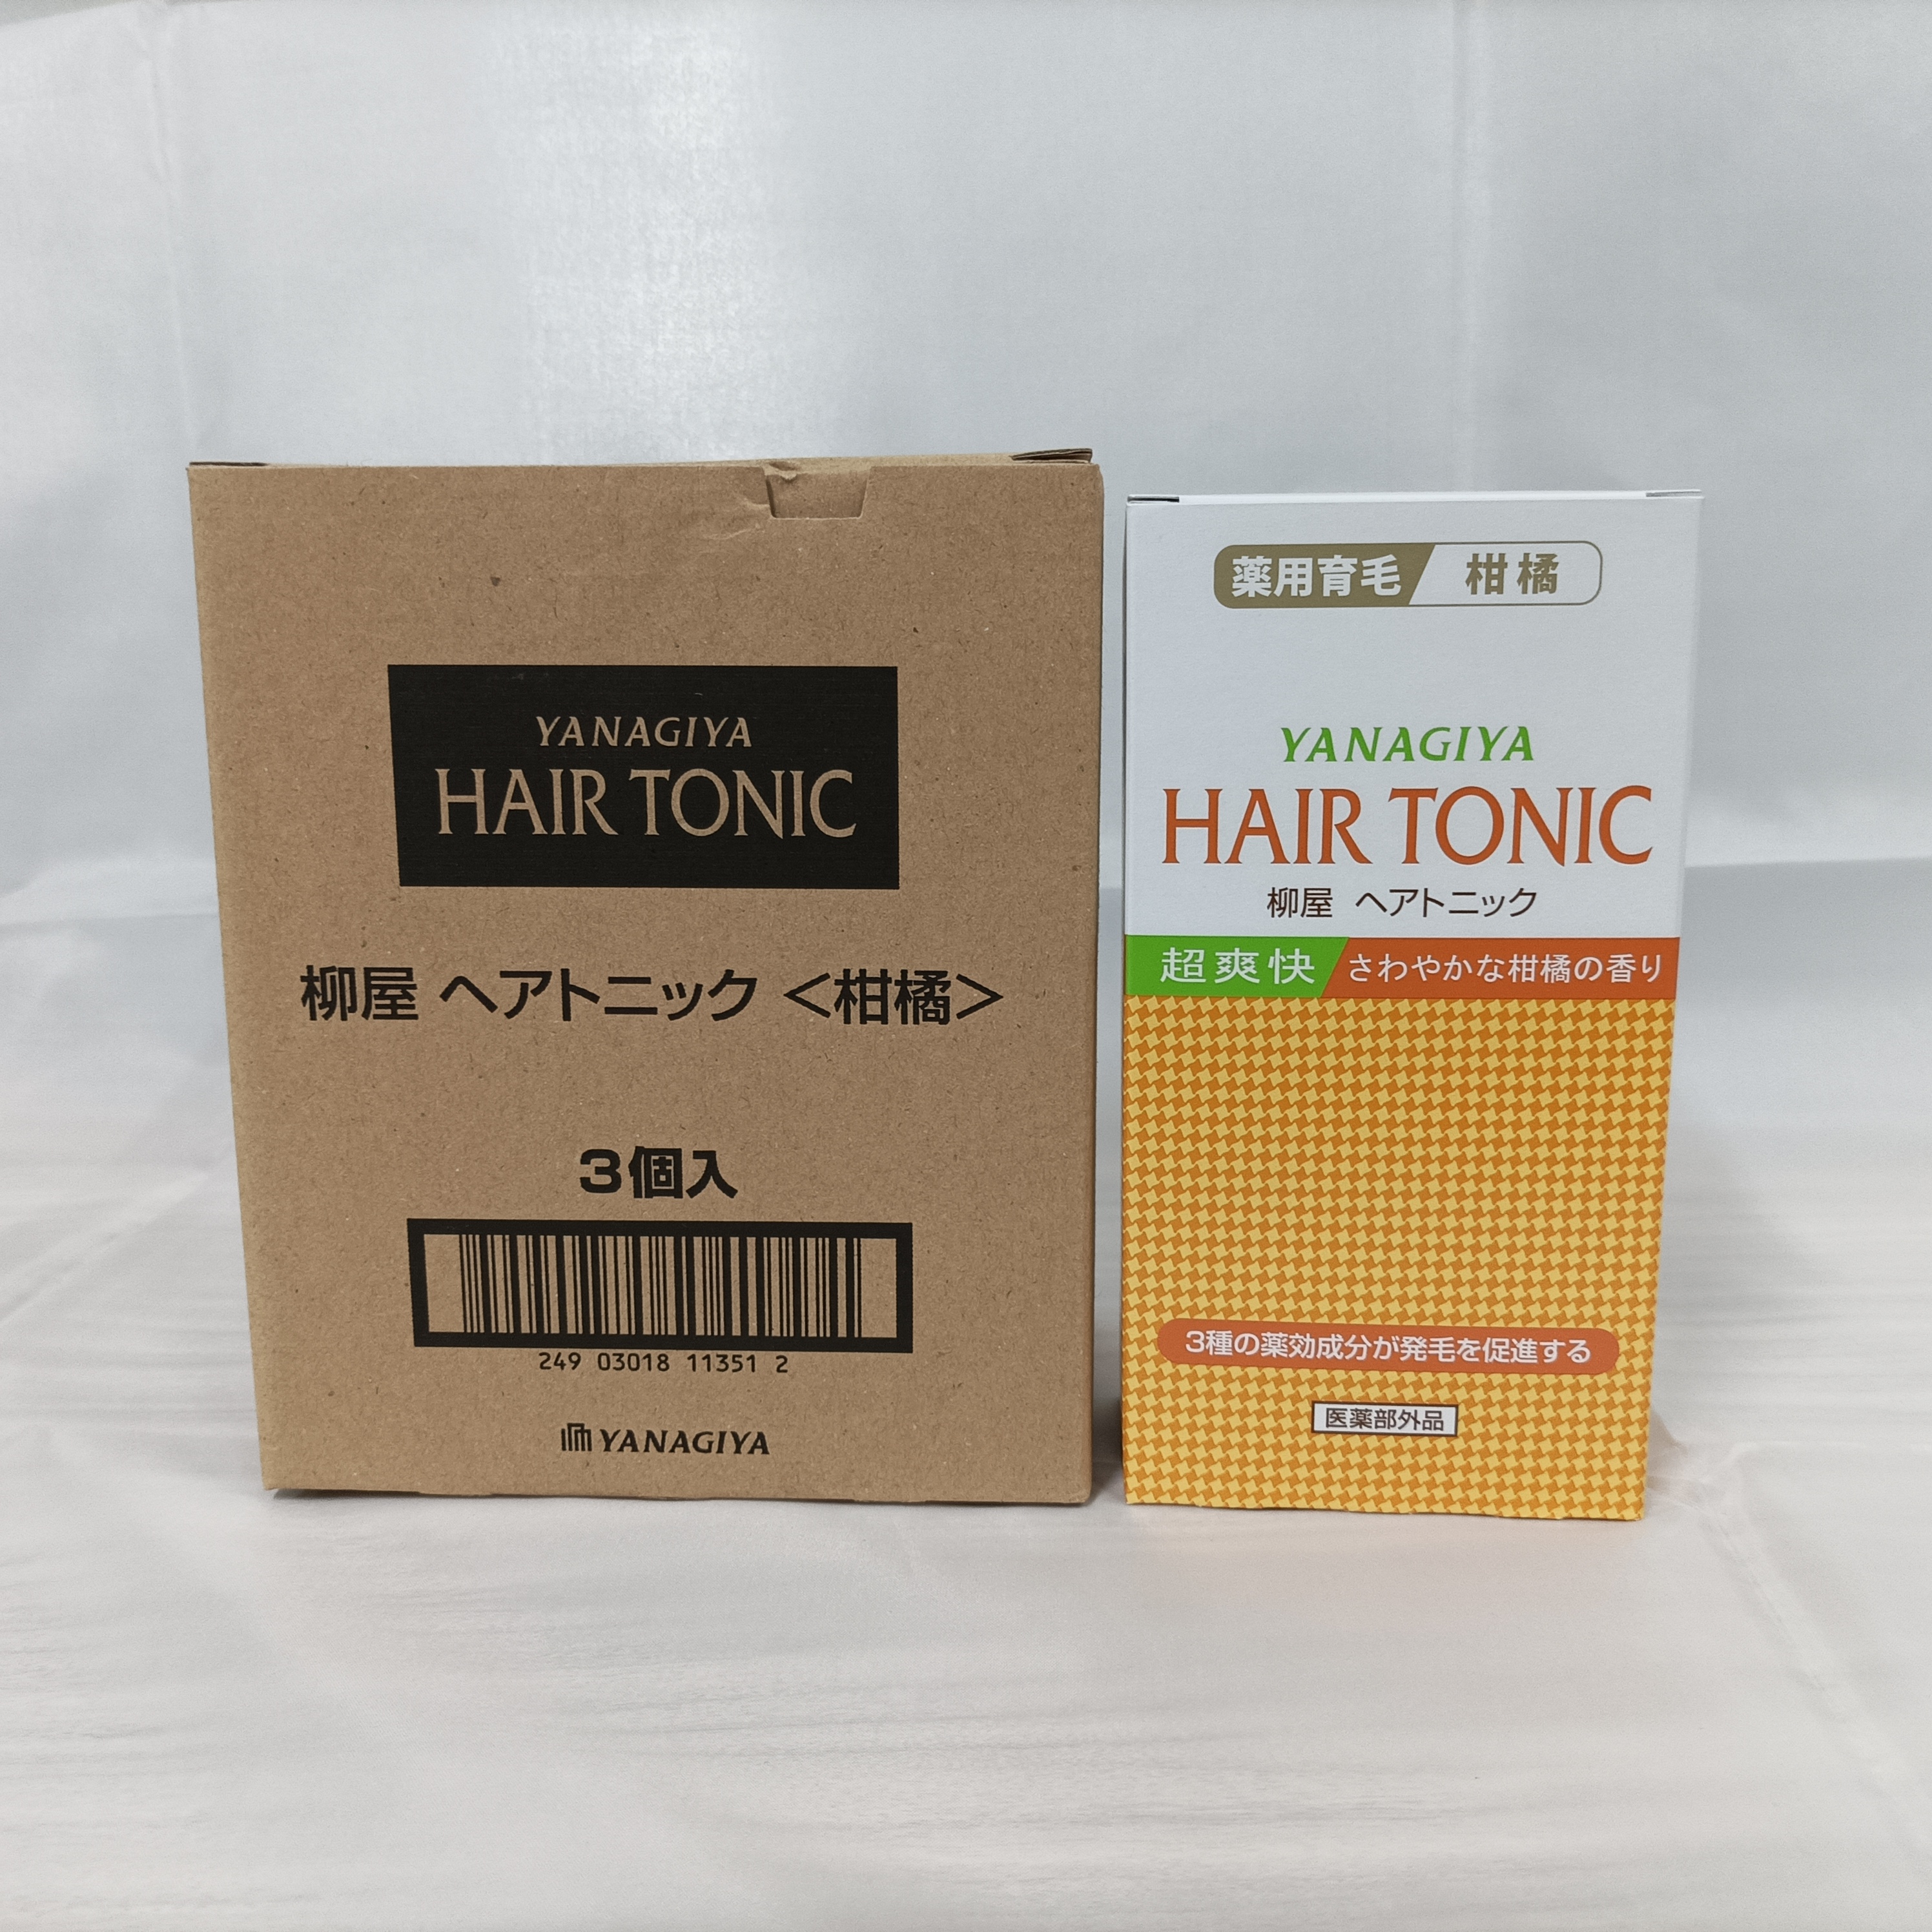 YANAGIYA
HAIR TONIC
柳屋 ヘアトニック <柑橘>
3個入
249 03018 11351 2
YANAGIYA
薬用育毛 柑橘
YANAGIYA
HAIR TONIC
柳屋 ヘアトニック
超爽快 さわやかな柑橘の香り
3種の薬効成分が発毛を促進する
医薬部外品